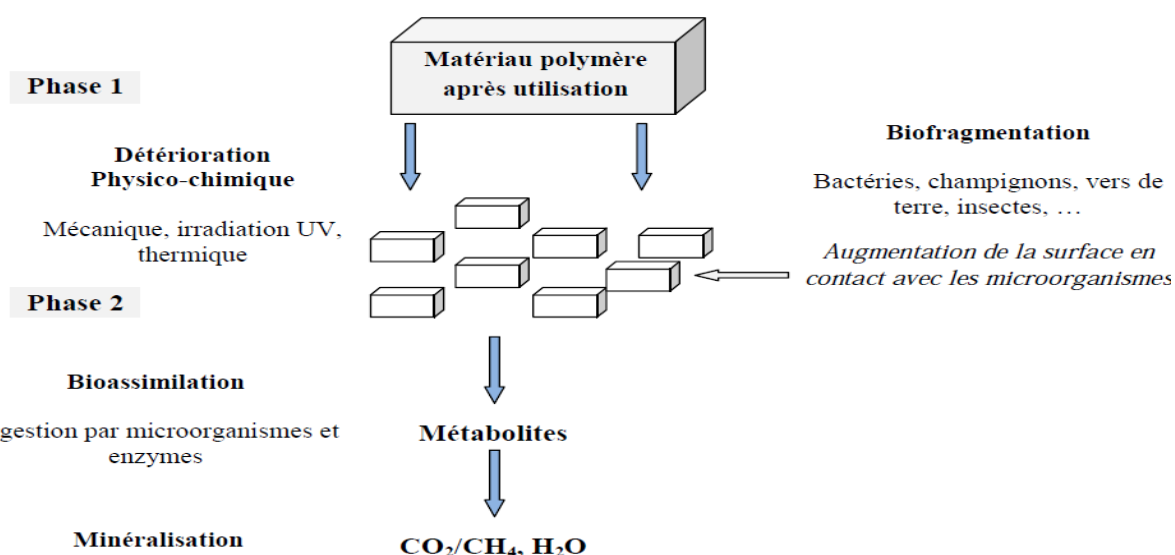 Matériau polymère
après utilisation
Phase 1
Détérioration
Physico-chimique
Mécanique, irradiation UV,
thermique
Biofragmentation
Bactéries, champignons, vers de
terre, insectes, …
Augmentation de la surface en
contact avec les microorganismes
Phase 2
Bioassimilation
gestion par microorganismes et
enzymes
Métabolites
Minéralisation
CO₂/CH₄, H₂O